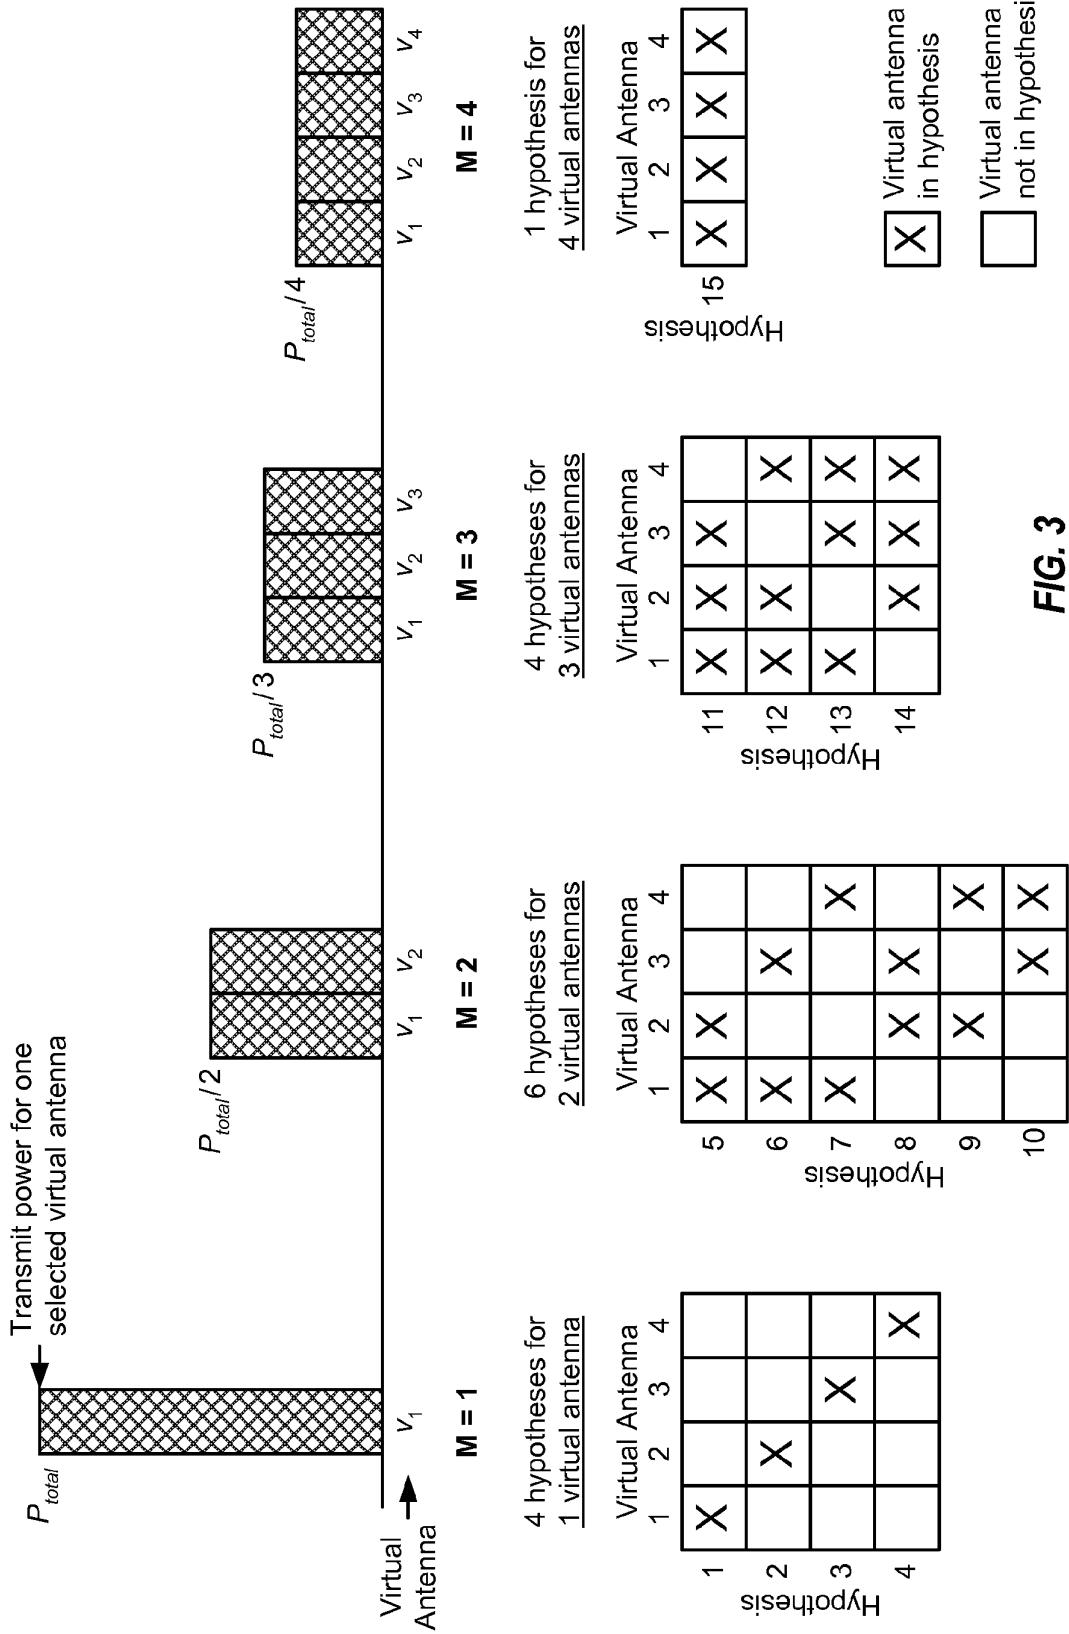 Transmit power for one
selected virtual antenna
P_total
P_total/2
P_total/3
P_total/4
Virtual
Antenna
v1
v1 v2
v1 v2 v3
v1 v2 v3 v4
M = 1
M = 2
M = 3
M = 4
4 hypotheses for
1 virtual antenna
Virtual Antenna
1 2 3 4
Hypothesis
1 X
2 X
3 X
4 X
6 hypotheses for
2 virtual antennas
Virtual Antenna
1 2 3 4
Hypothesis
5 X X
6 X X
7 X X
8 X X
9 X X
10 X X
4 hypotheses for
3 virtual antennas
Virtual Antenna
1 2 3 4
Hypothesis
11 X X X
12 X X X
13 X X X
14 X X X
1 hypothesis for
4 virtual antennas
Virtual Antenna
1 2 3 4
Hypothesis
15 X X X X
X Virtual antenna
in hypothesis
Virtual antenna
not in hypothesi
FIG. 3